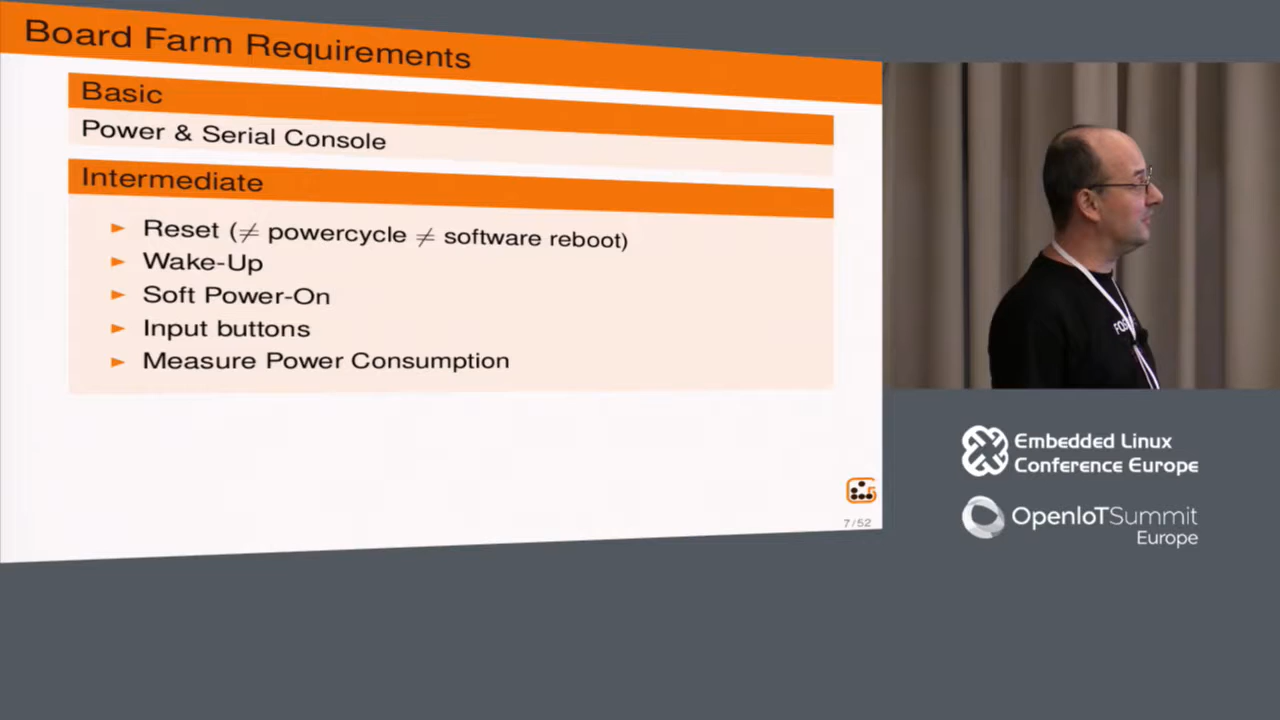 Board Farm Requirements
Basic
Power & Serial Console
Intermediate
► Reset (≠ powercycle ≠ software reboot)
► Wake-Up
► Soft Power-On
► Input buttons
► Measure Power Consumption
7/52
Embedded Linux
Conference Europe
OpenIoTSummit
Europe